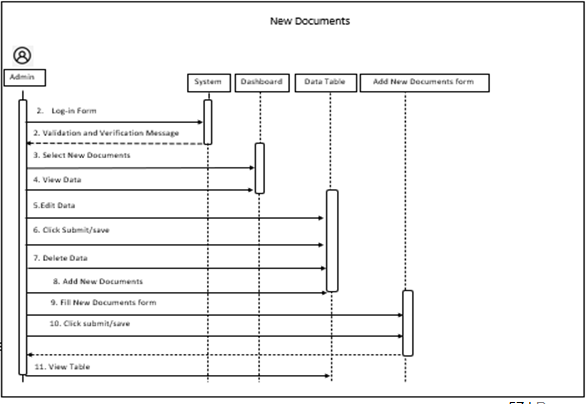 New Documents
Admin
System
Dashboard
Data Table
Add New Documents form
2. Log-in Form
2. Validation and Verification Message
3. Select New Documents
4. View Data
5.Edit Data
6. Click Submit/save
7. Delete Data
8. Add New Documents
9. Fill New Documents form
10. Click submit/save
11. View Table